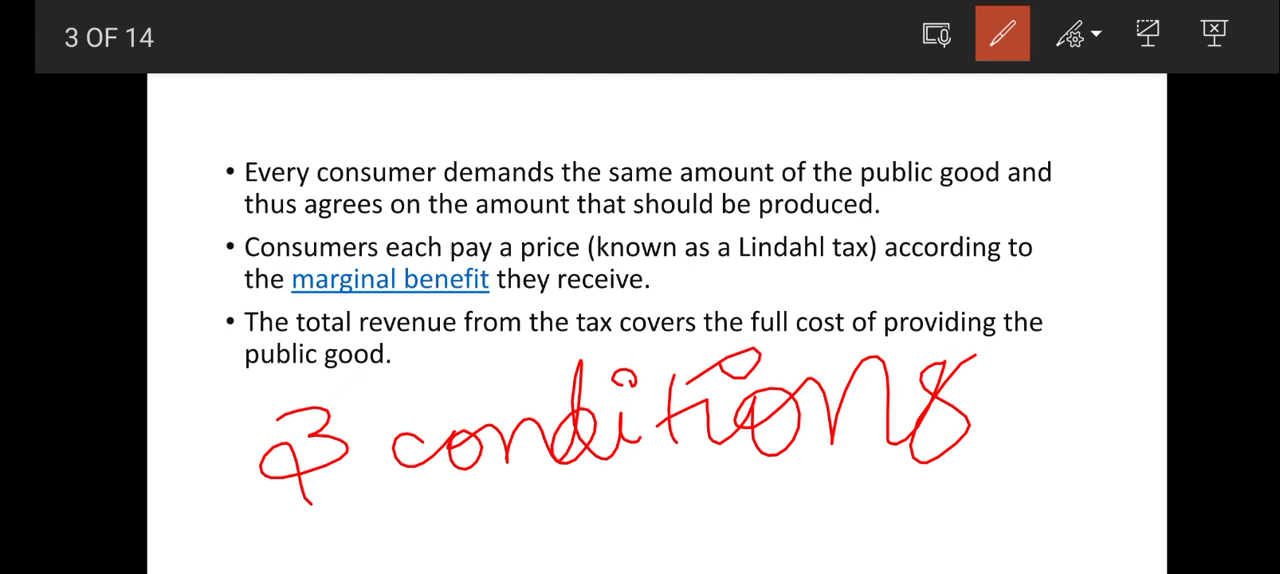 3 OF 14
• Every consumer demands the same amount of the public good and
thus agrees on the amount that should be produced.
• Consumers each pay a price (known as a Lindahl tax) according to
the marginal benefit they receive.
• The total revenue from the tax covers the full cost of providing the
public good.
3 conditions